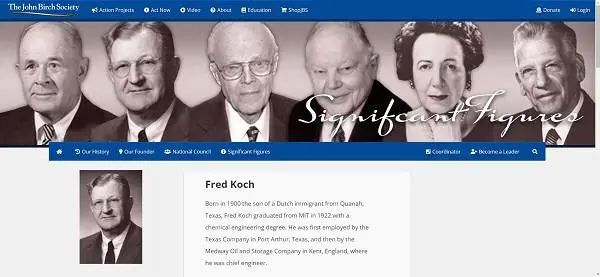 The John Birch Society
Action Projects Act Now Video About Education ShopJBS Donate Login
Signifcant Figures
Our History Our Founder National Council Significant Figures Coordinator Become a Leader
Fred Koch
Born in 1900 the son of a Dutch immigrant from Quanah,
Texas, Fred Koch graduated from MIT in 1922 with a
chemical engineering degree. He was first employed by the
Texas Company in Port Arthur, Texas, and then by the
Medway Oil and Storage Company in Kent, England, where
he was chief engineer.